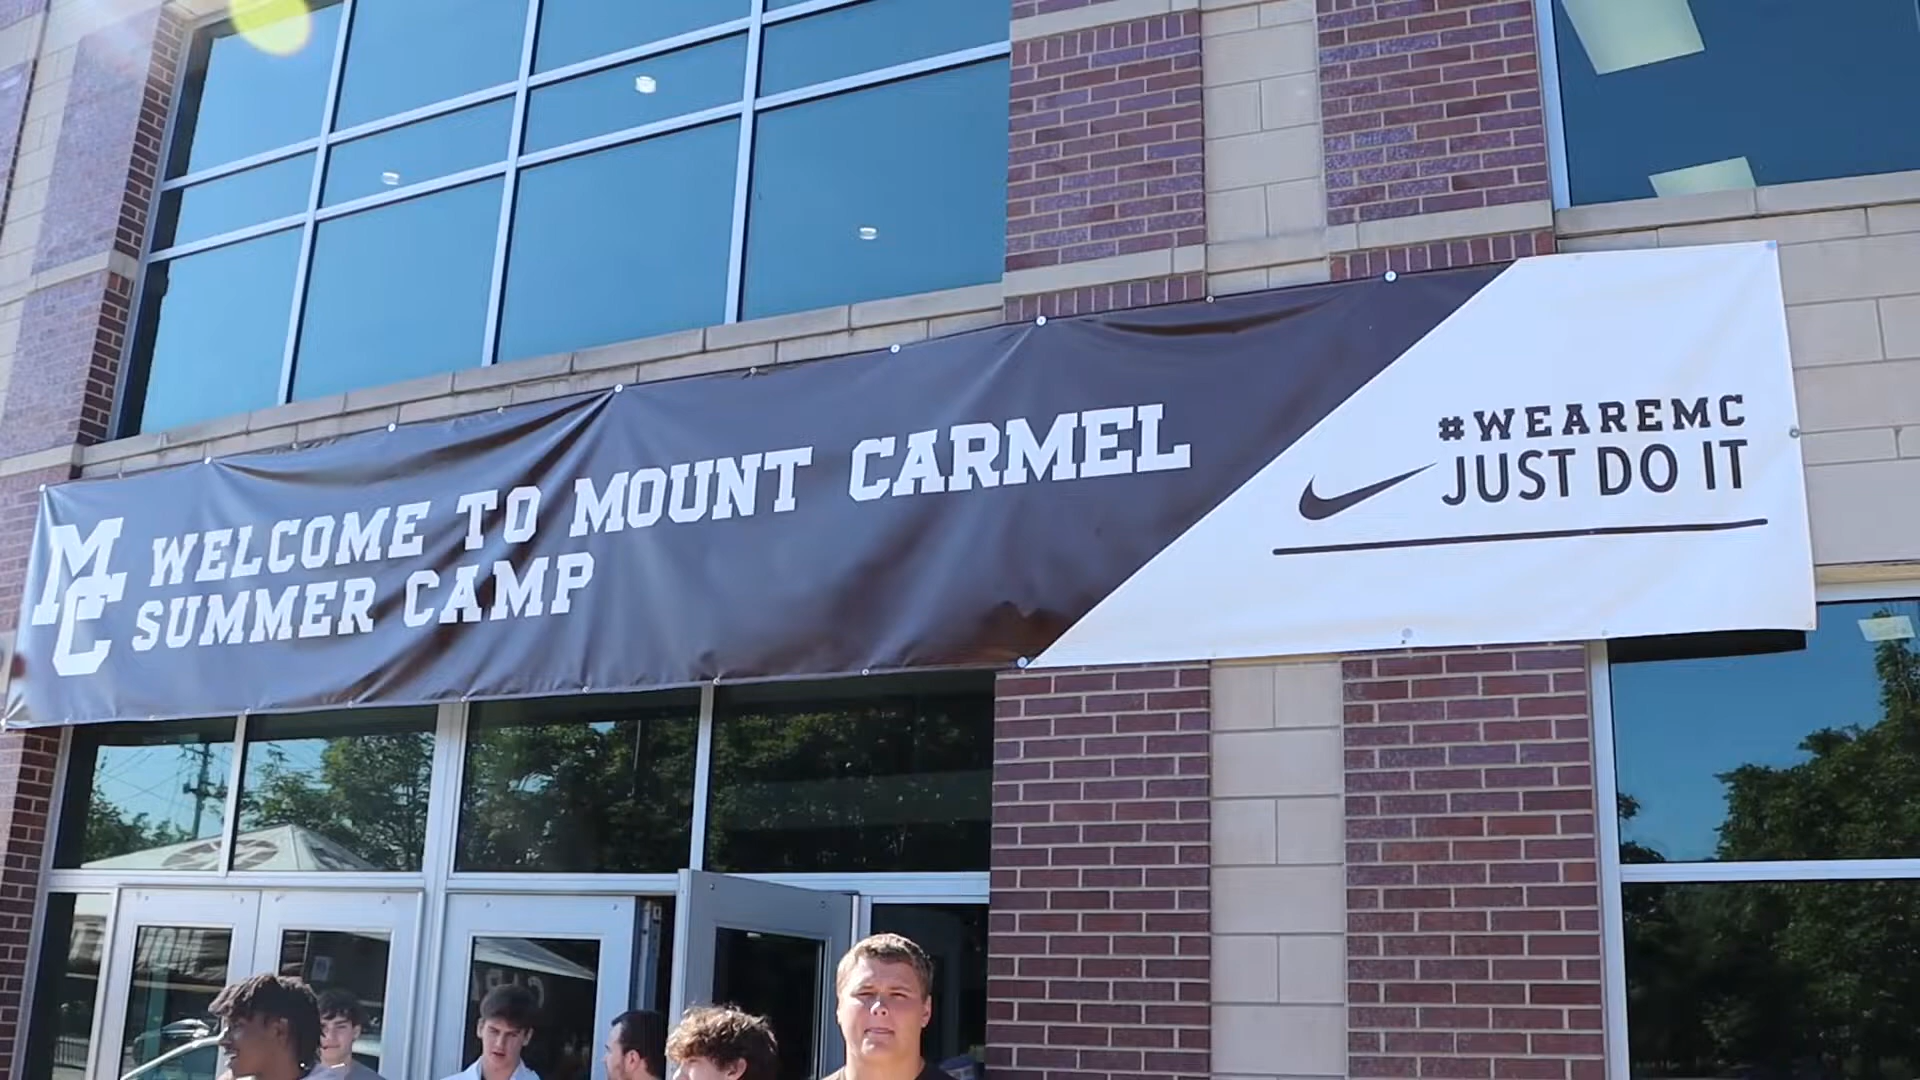 MC
WELCOME TO MOUNT CARMEL
SUMMER CAMP
#WEAREMC
JUST DO IT